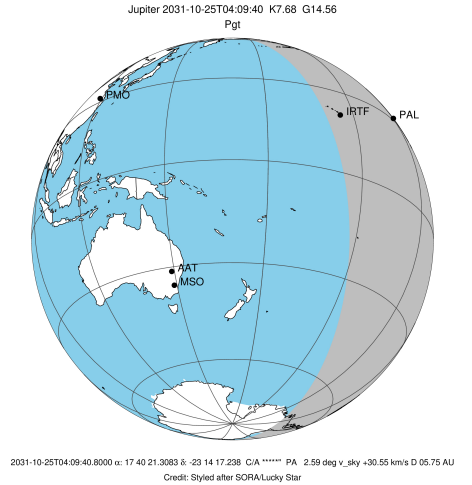 Jupiter 2031-10-25T04:09:40 K7.68 G14.56
Pgt
PMO
IRTF
PAL
AAT
MSO
2031-10-25T04:09:40.8000 α: 17 40 21.3083 δ: -23 14 17.238 C/A *****" PA 2.59 deg v_sky +30.55 km/s D 05.75 AU
Credit: Styled after SORA/Lucky Star